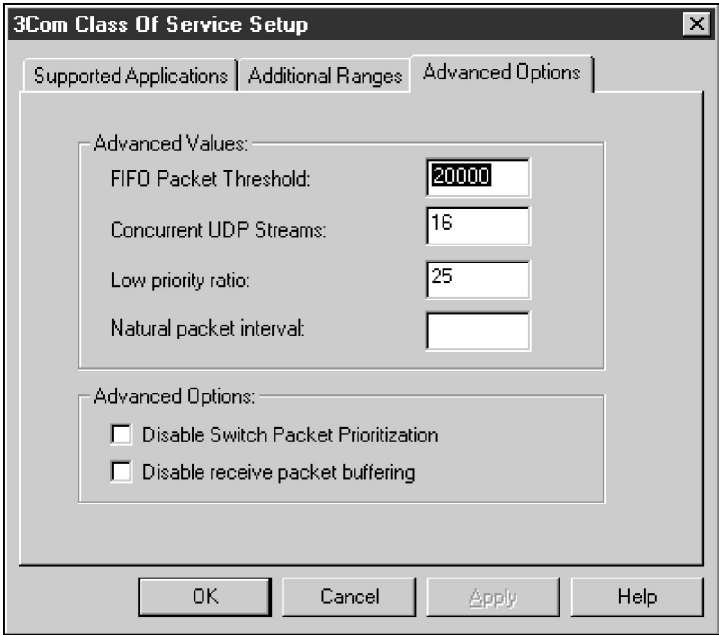 3Com Class Of Service Setup
Supported Applications Additional Ranges Advanced Options
Advanced Values:
FIFO Packet Threshold: 20000
Concurrent UDP Streams: 16
Low priority ratio: 25
Natural packet interval:
Advanced Options:
Disable Switch Packet Prioritization
Disable receive packet buffering
OK Cancel Apply Help